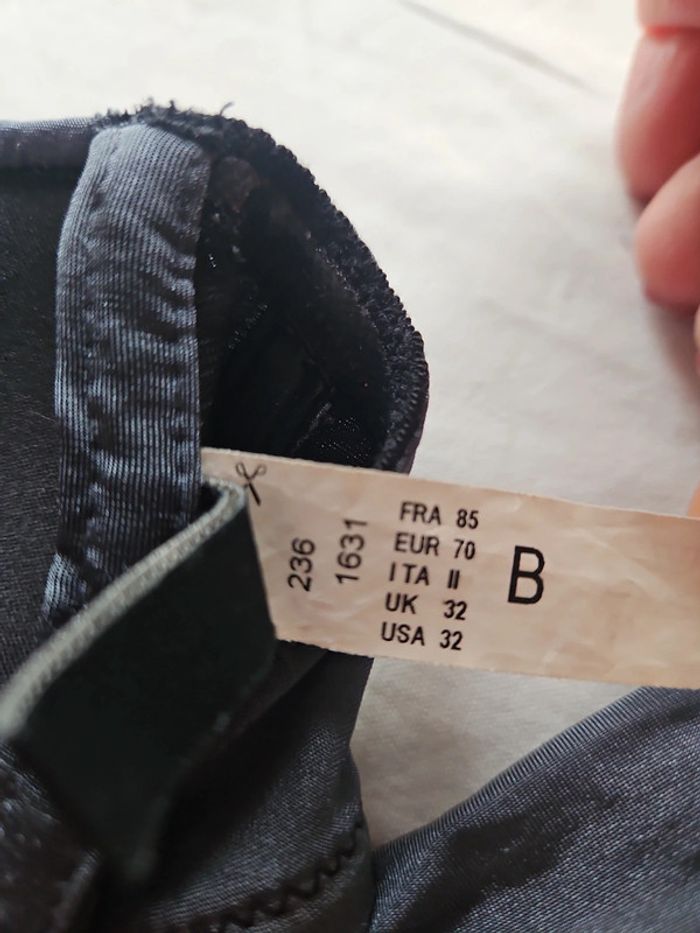 236
1631
FRA 85
EUR 70
ITA II
UK 32
USA 32
B